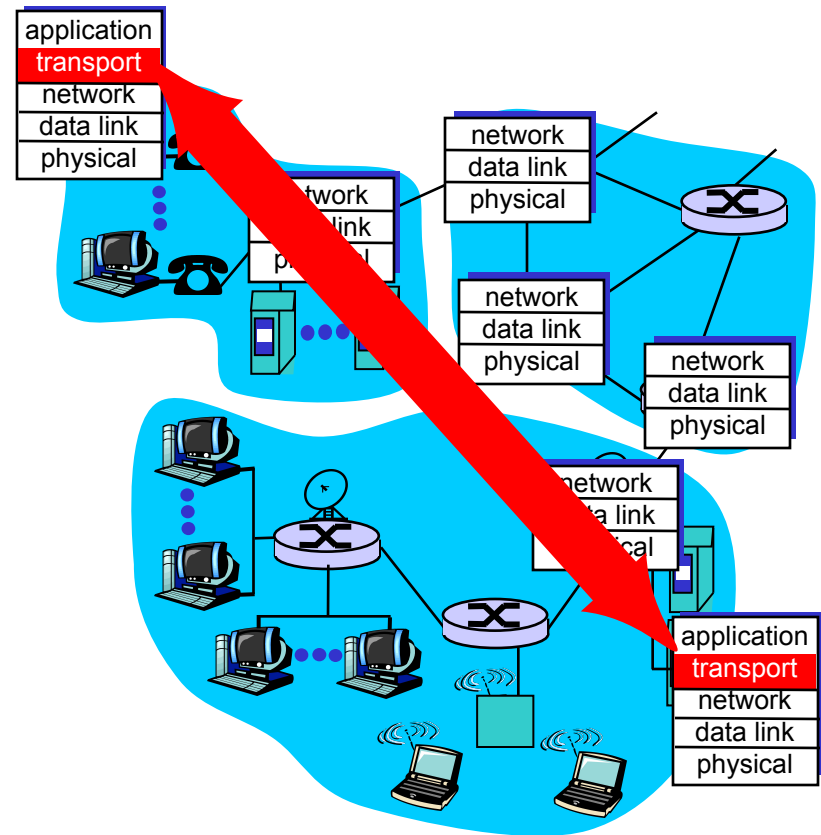 application
transport
network
data link
physical
network
data link
physical
network
data link
physical
network
data link
physical
application
transport
network
data link
physical